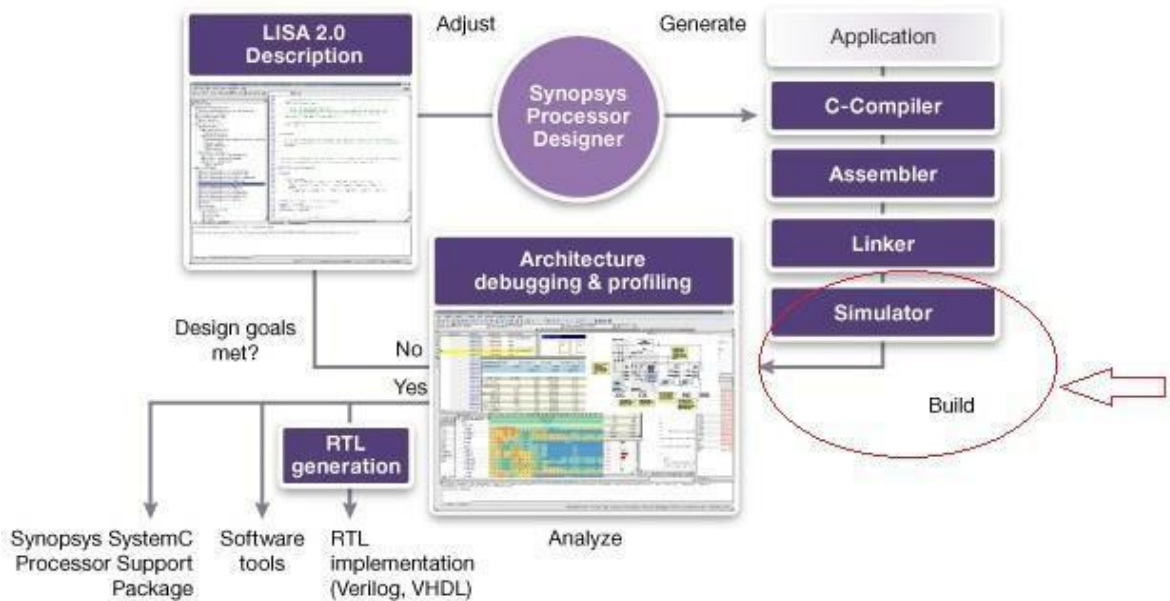 LISA 2.0
Description
Adjust
Synopsys
Processor
Designer
Generate
Application
C-Compiler
Assembler
Linker
Simulator
Build
Architecture
debugging & profiling
Analyze
Design goals
met?
No
Yes
RTL
generation
Synopsys SystemC
Processor Support
Package
Software
tools
RTL
implementation
(Verilog, VHDL)